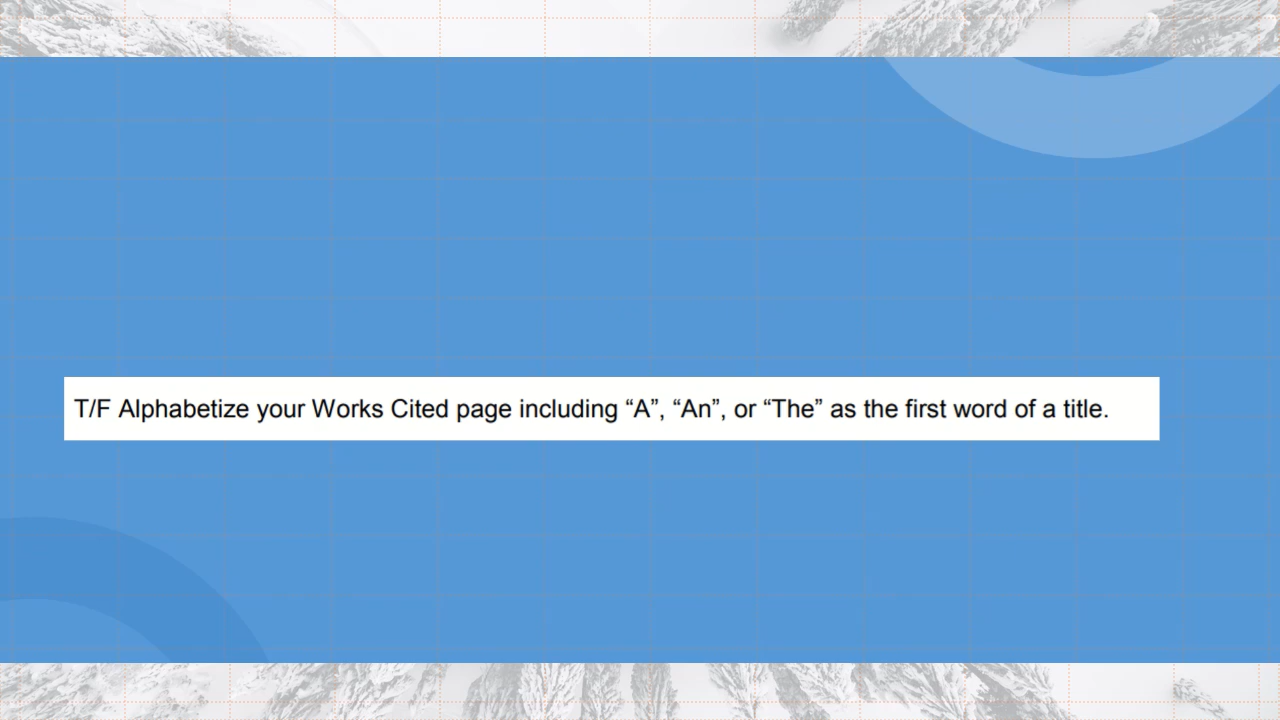 T/F Alphabetize your Works Cited page including “A”, “An”, or “The” as the first word of a title.